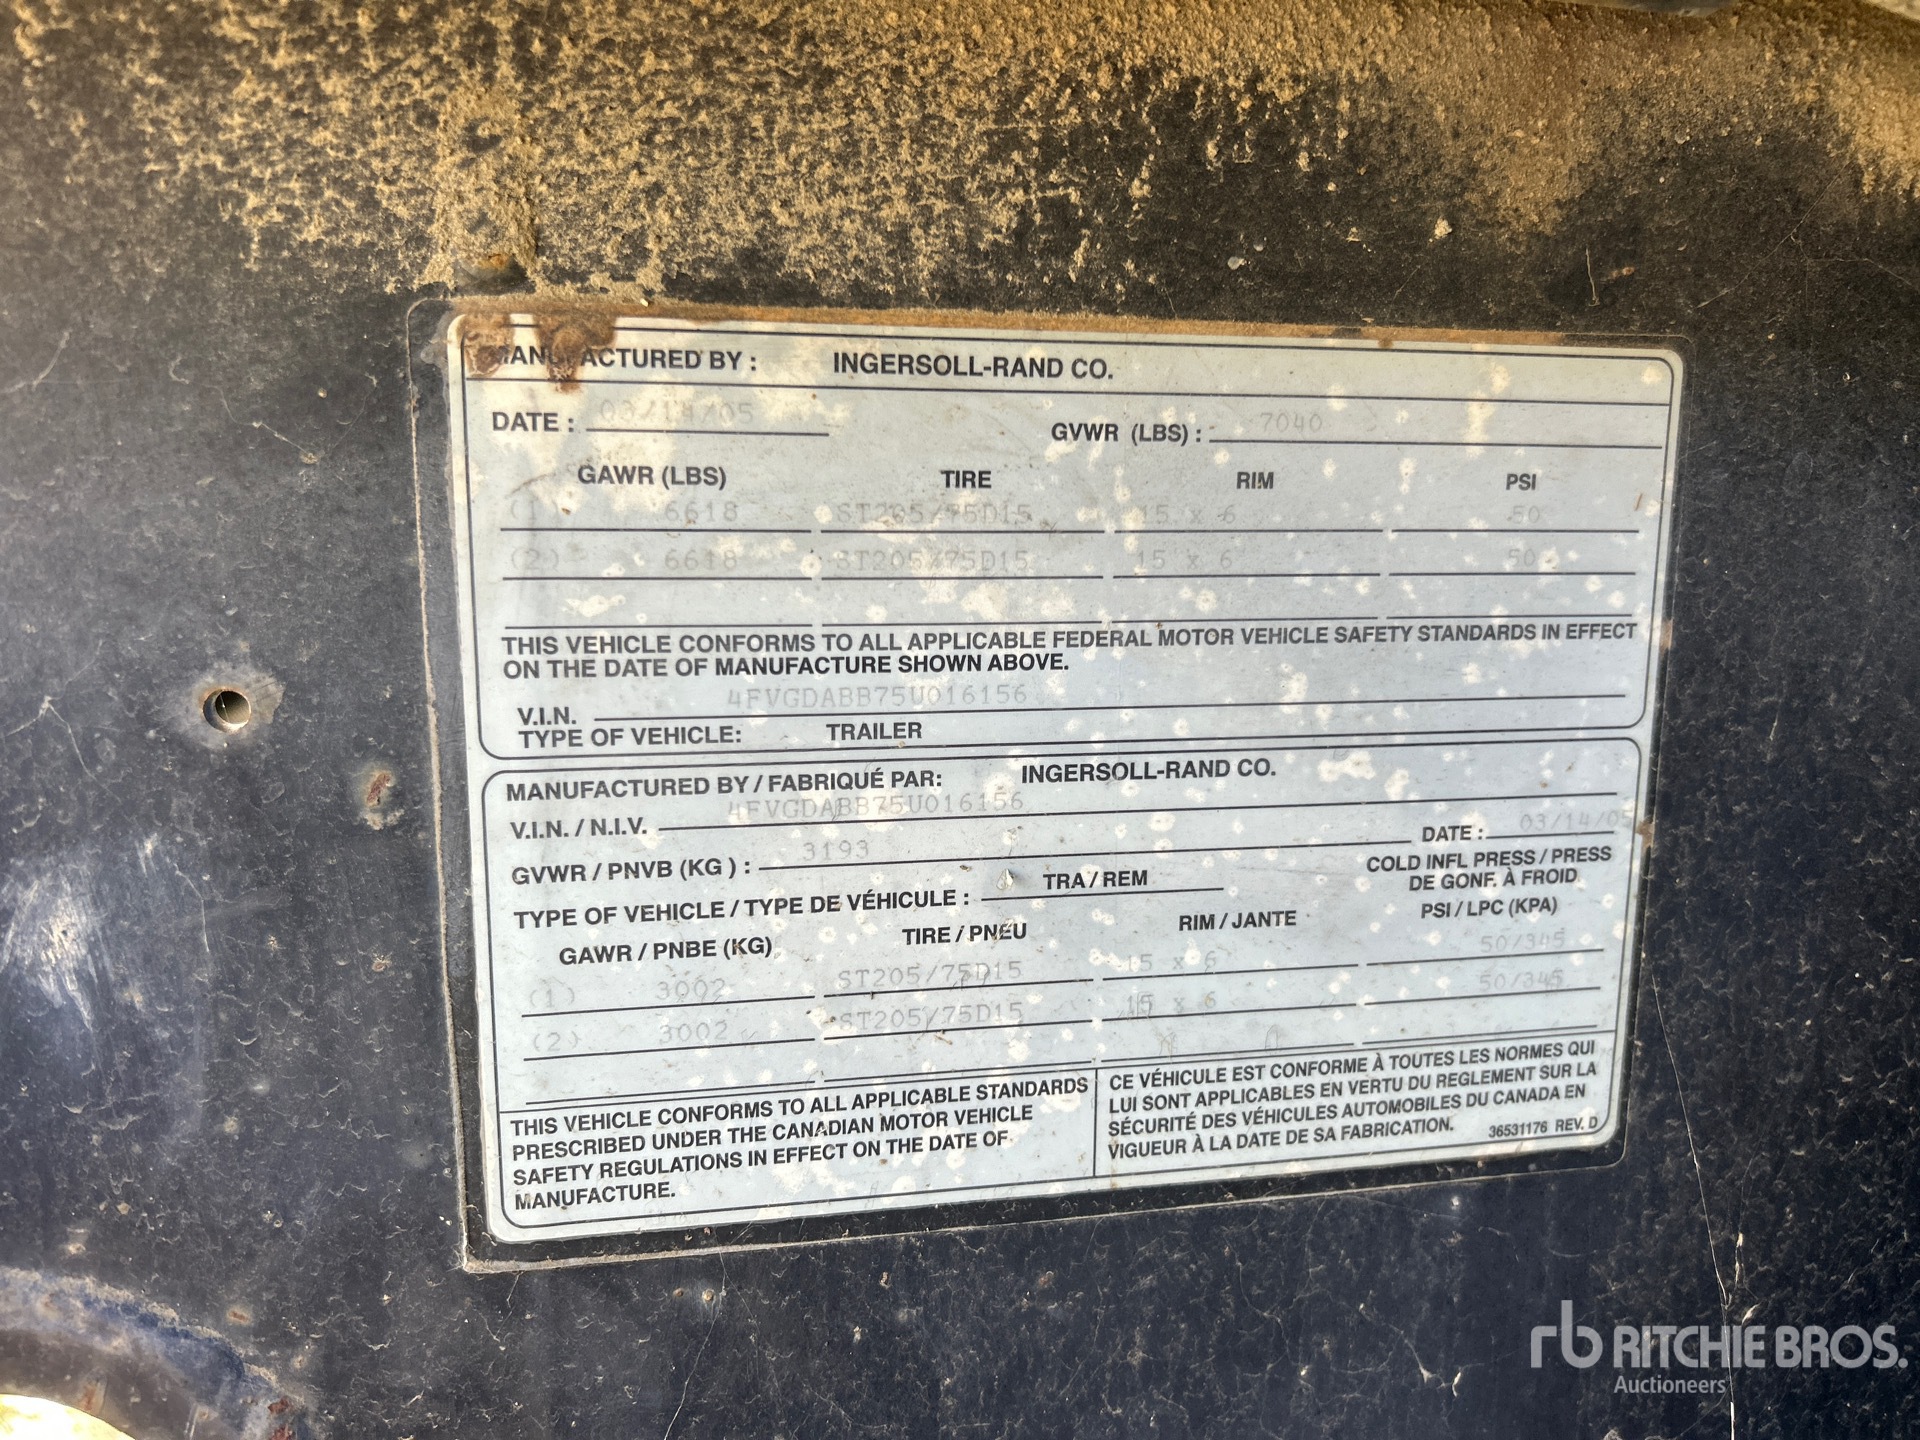 MANUFACTURED BY : INGERSOLL-RAND CO.
DATE : 03/14/05 GVWR (LBS) : 7040
GAWR (LBS) TIRE RIM PSI
(1) 6618 ST205/75D15 15 x 6 50
(2) 6618 ST205/75D15 15 x 6 50
THIS VEHICLE CONFORMS TO ALL APPLICABLE FEDERAL MOTOR VEHICLE SAFETY STANDARDS IN EFFECT
ON THE DATE OF MANUFACTURE SHOWN ABOVE.
V.I.N. 4FVGDABB75U016156
TYPE OF VEHICLE: TRAILER
MANUFACTURED BY / FABRIQUÉ PAR: INGERSOLL-RAND CO.
V.I.N. / N.I.V. 4FVGDABB75U016156
GVWR / PNVB (KG ) : 3193 DATE : 03/14/05
TYPE OF VEHICLE / TYPE DE VÉHICULE : TRA / REM
COLD INFL PRESS / PRESS
DE GONF. À FROID
GAWR / PNBE (KG) TIRE / PNEU RIM / JANTE PSI / LPC (KPA)
(1) 3002 ST205/75D15 15 x 6 50/345
(2) 3002 ST205/75D15 15 x 6 50/345
THIS VEHICLE CONFORMS TO ALL APPLICABLE STANDARDS
PRESCRIBED UNDER THE CANADIAN MOTOR VEHICLE
SAFETY REGULATIONS IN EFFECT ON THE DATE OF
MANUFACTURE.
CE VÉHICULE EST CONFORME À TOUTES LES NORMES QUI
LUI SONT APPLICABLES EN VERTU DU REGLEMENT SUR LA
SÉCURITÉ DES VÉHICULES AUTOMOBILES DU CANADA EN
VIGUEUR À LA DATE DE SA FABRICATION. 36531176 REV. D
rb RITCHIE BROS.
Auctioneers